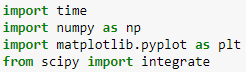 import time
import numpy as np
import matplotlib.pyplot as plt
from scipy import integrate